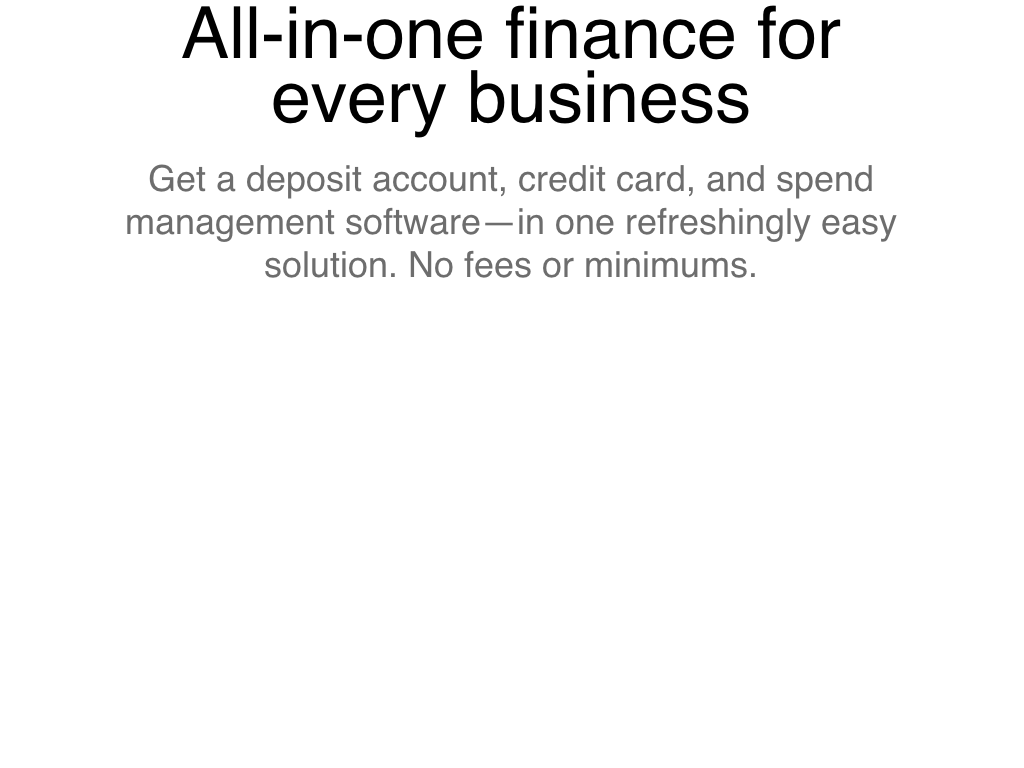 All-in-one finance for
every business
Get a deposit account, credit card, and spend
management software—in one refreshingly easy
solution. No fees or minimums.